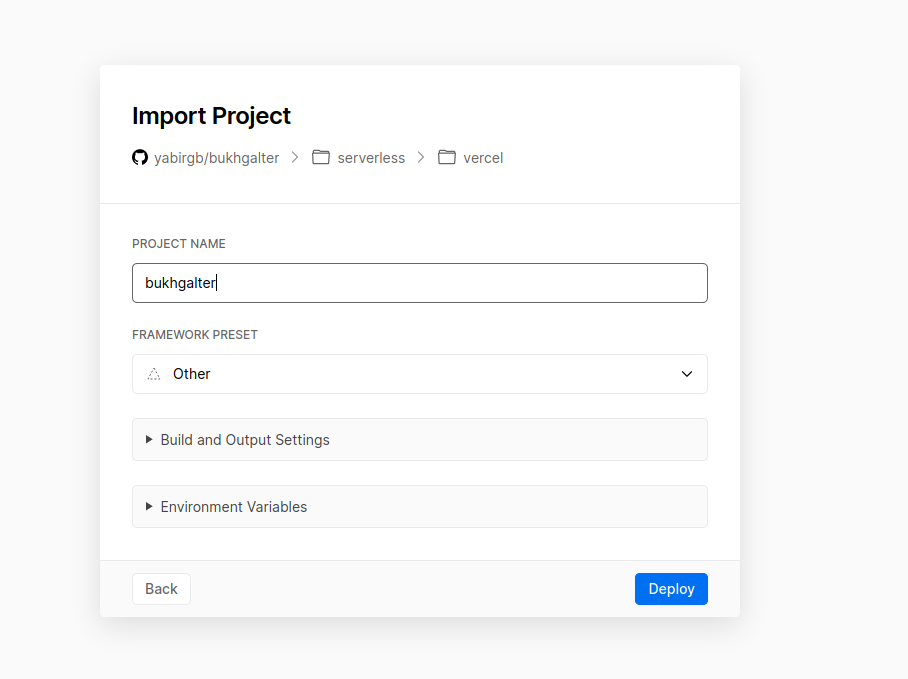 Import Project
yabirgb/bukhgalter > serverless > vercel
PROJECT NAME
bukhgalter
FRAMEWORK PRESET
Other
Build and Output Settings
Environment Variables
Back Deploy